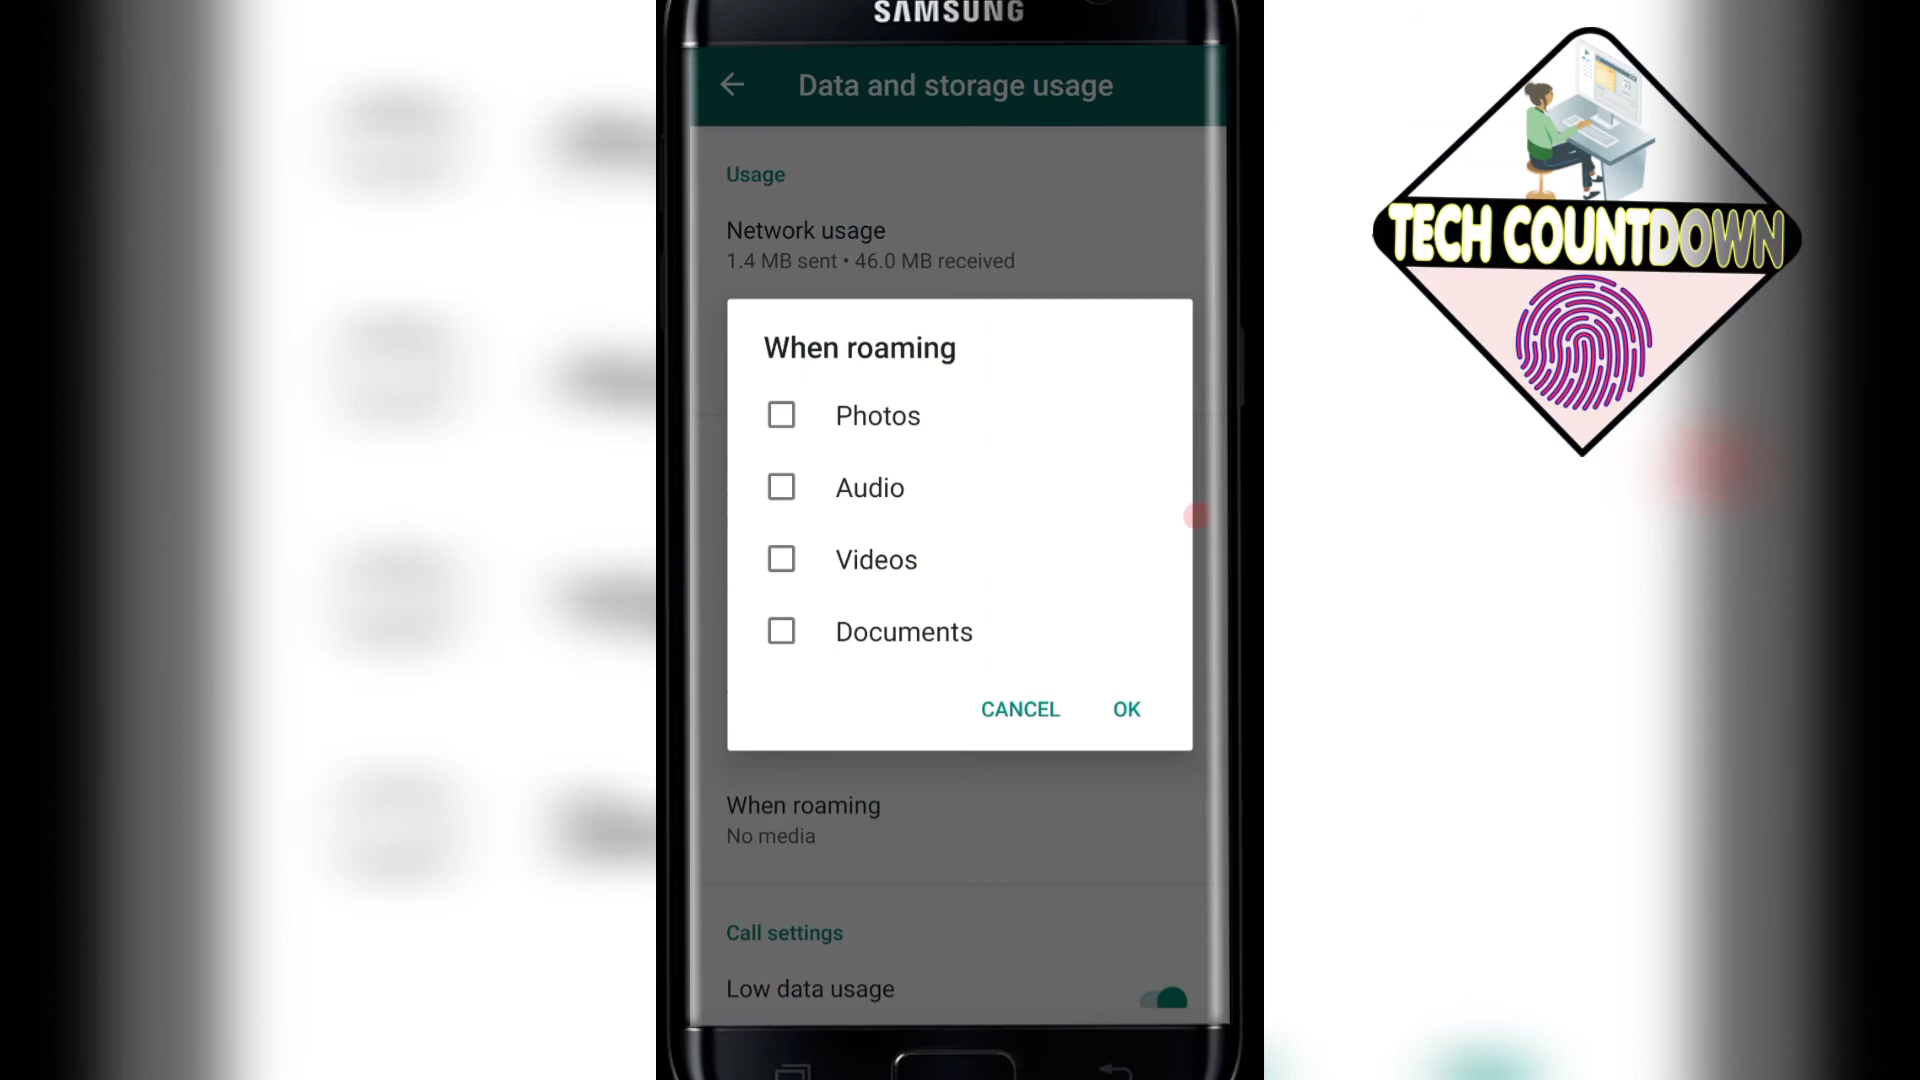 SAMSUNG
Data and storage usage
Usage
Network usage
1.4 MB sent • 46.0 MB received
When roaming
Photos
Audio
Videos
Documents
CANCEL OK
When roaming
No media
Call settings
Low data usage
TECH COUNTDOWN